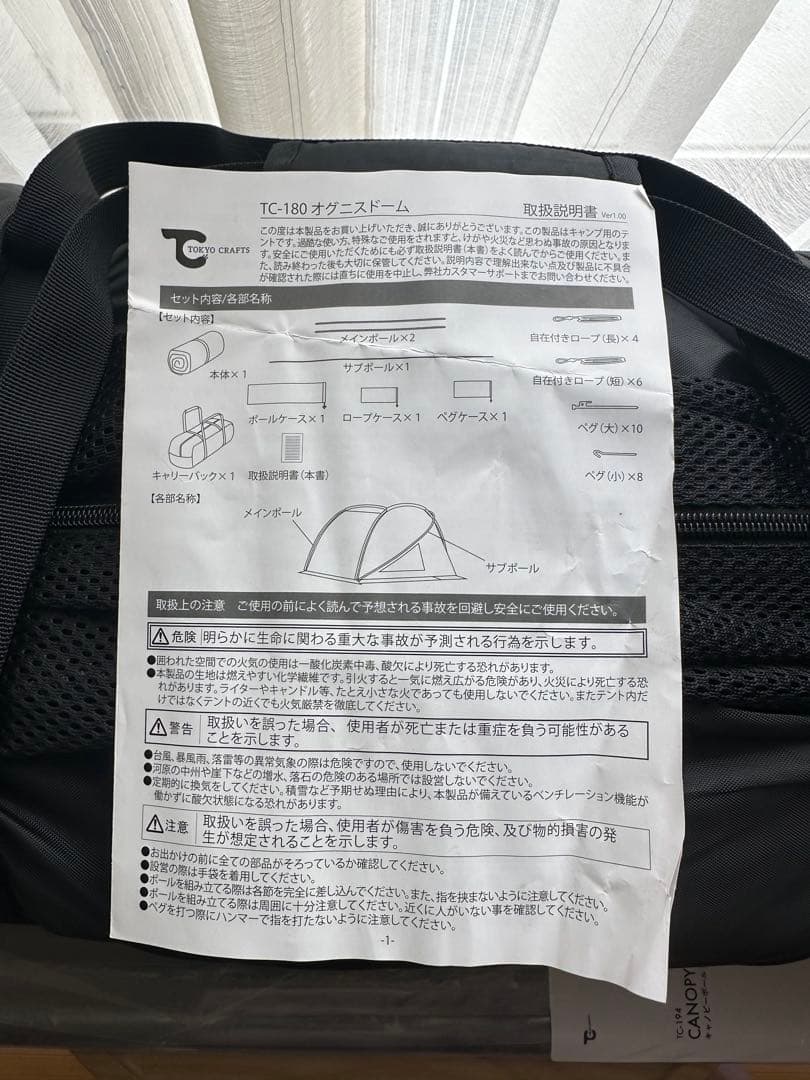 TC-180 オグニスドーム
取扱説明書 Ver1.00
TOKYO CRAFTS
この度は本製品をお買い上げいただき、誠にありがとうございます。この製品はキャンプ用のテ
ントです。過酷な使い方、特殊なご使用をされますと、けがや火災など思わぬ事故の原因となりま
す。安全にご使用いただくためにも必ず取扱説明書(本書)をよく読んでからご使用ください。ま
た、読み終わった後も大切に保管してください。説明内容で理解出来ない点及び製品に不具合
が確認された際には直ちに使用を中止し、弊社カスタマーサポートまでお問い合わせください。
セット内容/各部名称
【セット内容】
本体×1
メインポール×2
サブポール×1
自在付きロープ(長)×4
自在付きロープ(短)×6
ポールケース×1
ロープケース×1
ペグケース×1
ペグ(大)×10
キャリーバック×1
取扱説明書(本書)
ペグ(小)×8
【各部名称】
メインポール
サブポール
取扱上の注意 ご使用の前によく読んで予想される事故を回避し安全にご使用ください。
危険 明らかに生命に関わる重大な事故が予測される行為を示します。
●囲われた空間での火気の使用は一酸化炭素中毒、酸欠により死亡する恐れがあります。
●本製品の生地は燃えやすい化学繊維です。引火すると一気に燃え広がる危険があり、火災により死亡する恐
れがあります。ライターやキャンドル等、たとえ小さな火であっても使用しないでください。またテント内だ
けではなくテントの近くでも火気厳禁を徹底してください。
警告 取扱いを誤った場合、使用者が死亡または重症を負う可能性がある
ことを示します。
●台風、暴風雨、落雷等の異常気象の際は危険ですので、使用しないでください。
●河原の中州や崖下などの増水、落石の危険のある場所では設営しないでください。
●定期的に換気をしてください。積雪など予期せぬ理由により、本製品が備えているベンチレーション機能が
働かずに酸欠状態になる恐れがあります。
注意 取扱いを誤った場合、使用者が傷害を負う危険、及び物的損害の発
生が想定されることを示します。
●お出かけの前に全ての部品がそろっているか確認してください。
●設営の際は手袋を着用してください。
●ポールを組み立てる際は各節を完全に差し込んでください。また、指を挟まないように注意してください。
●ポールを組み立てる際は周囲に十分注意してください。近くに人がいない事を確認してください。
●ペグを打つ際にハンマーで指を打たないように注意してください。
-1-
TC-194
CANOPY
キャノピーポール